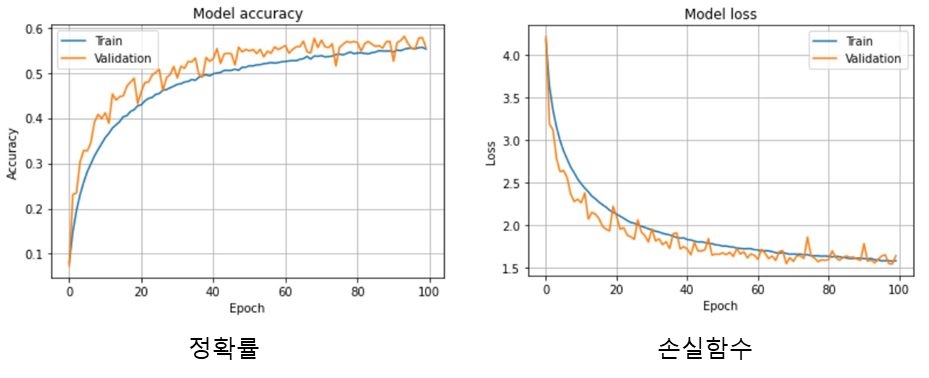 Model accuracy
Train
Validation
0.6
0.5
0.4
0.3
0.2
0.1
Accuracy
0 20 40 60 80 100
Epoch
정확률
Model loss
Train
Validation
4.0
3.5
3.0
2.5
2.0
1.5
Loss
0 20 40 60 80 100
Epoch
손실함수